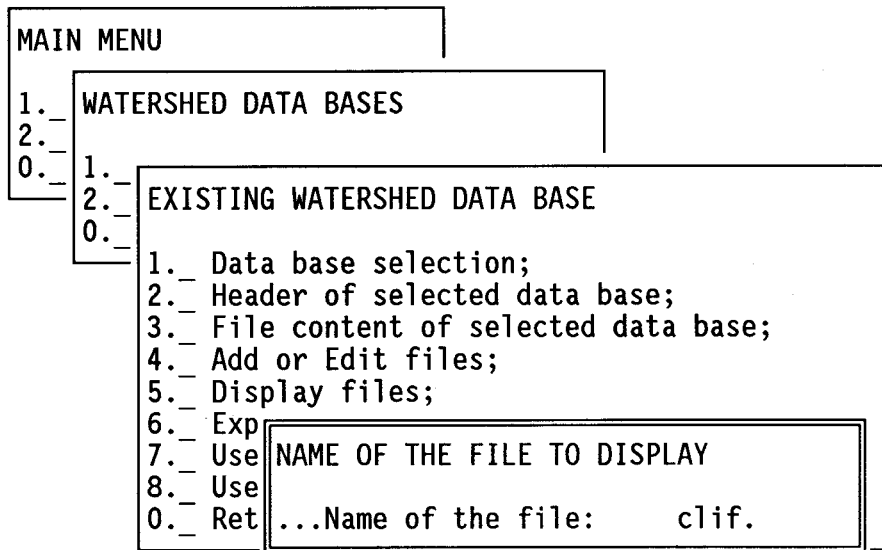 MAIN MENU
1._
2._
0._
WATERSHED DATA BASES
1._
2._
0._
EXISTING WATERSHED DATA BASE
1._ Data base selection;
2._ Header of selected data base;
3._ File content of selected data base;
4._ Add or Edit files;
5._ Display files;
6._ Exp
7._ Use
8._ Use
0._ Ret
NAME OF THE FILE TO DISPLAY
...Name of the file: clif.